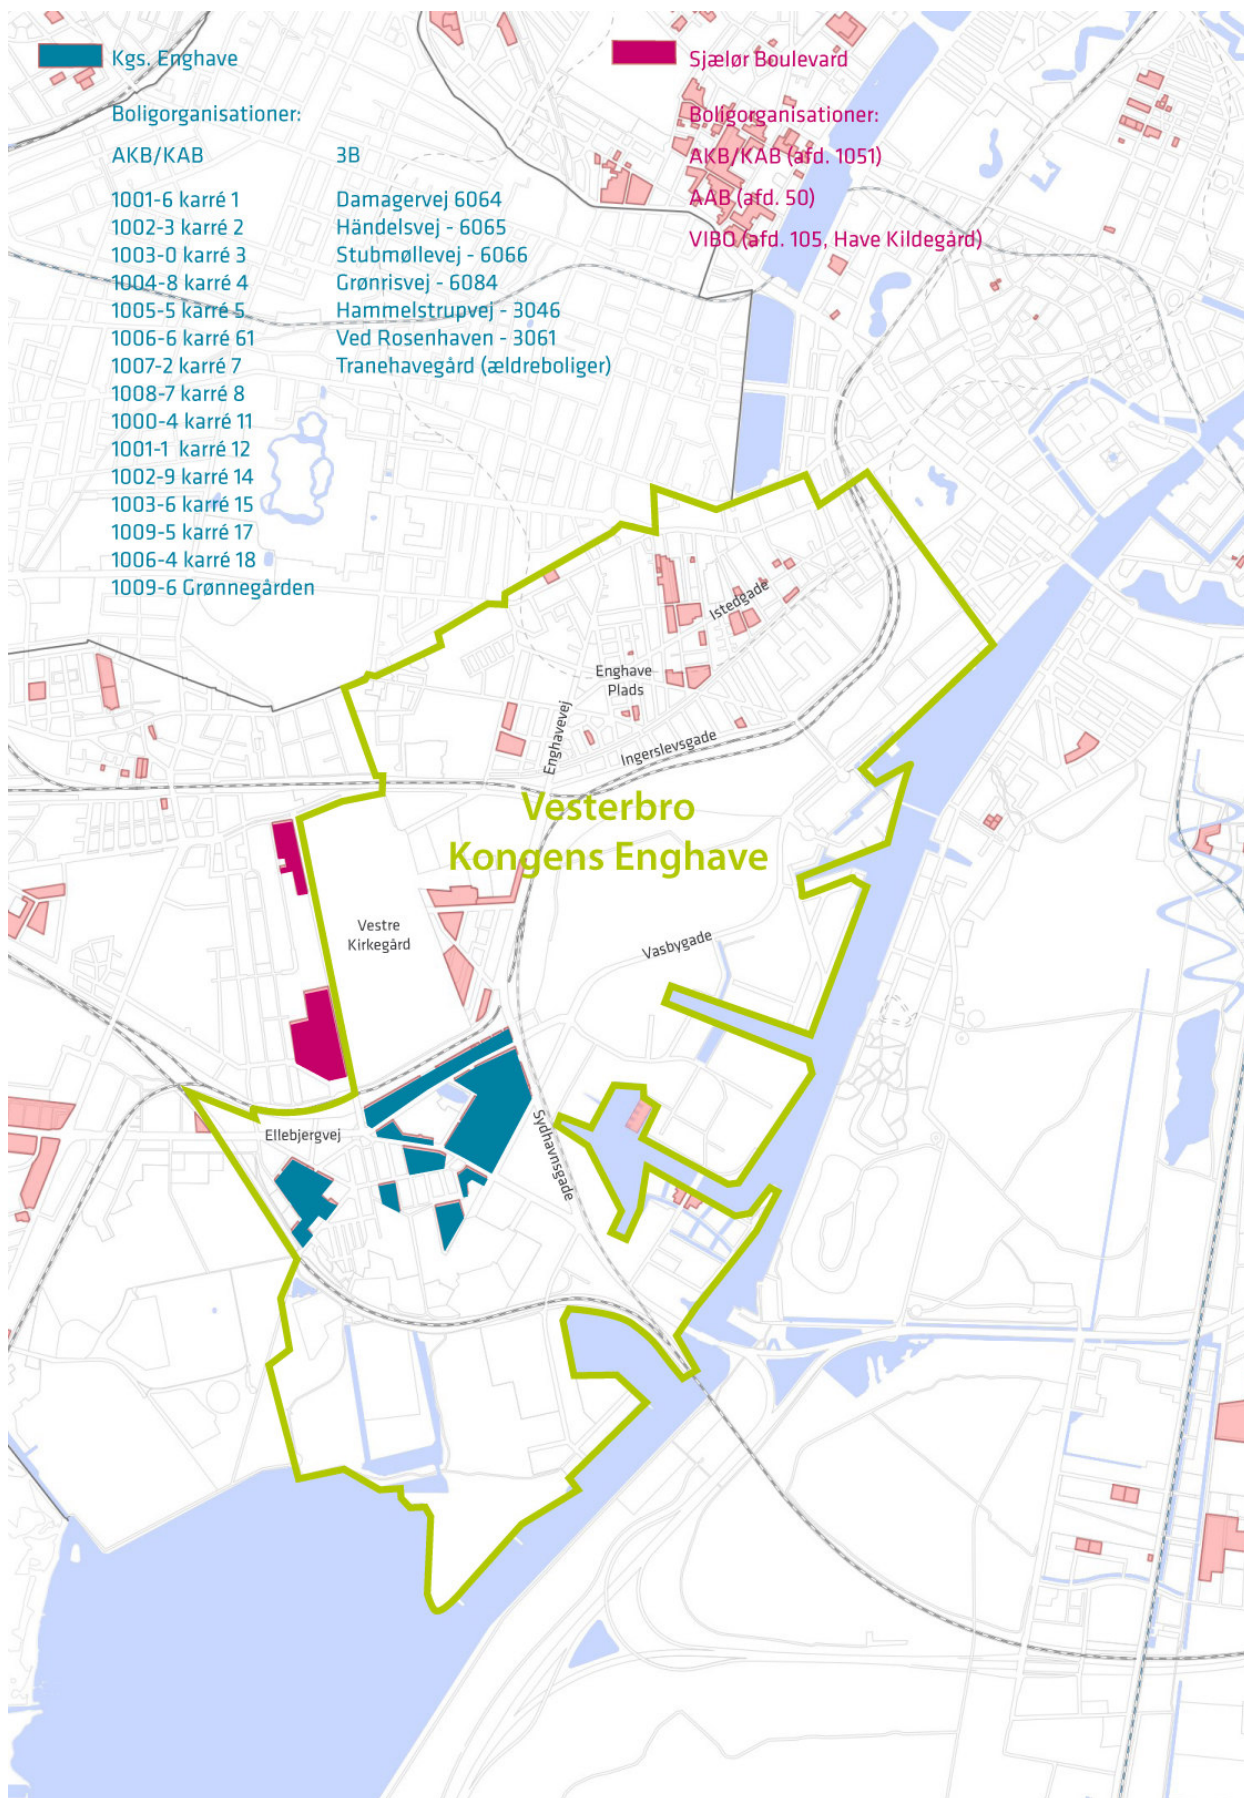 Kgs. Enghave
Boligorganisationer:
AKB/KAB
1001-6 karré 1
1002-3 karré 2
1003-0 karré 3
1004-8 karré 4
1005-5 karré 5
1006-6 karré 61
1007-2 karré 7
1008-7 karré 8
1000-4 karré 11
1001-1 karré 12
1002-9 karré 14
1003-6 karré 15
1009-5 karré 17
1006-4 karré 18
1009-6 Grønnegården
3B
Damagervej 6064
Händelsvej - 6065
Stubmøllevej - 6066
Grønrisvej - 6084
Hammelstrupvej - 3046
Ved Rosenhaven - 3061
Tranehavegård (ældreboliger)
Sjælør Boulevard
Boligorganisationer:
AKB/KAB (afd. 1051)
AAB (afd. 50)
VIBO (afd. 105, Have Kildegård)
Istedgade
Enghave
Plads
Enghavevej
Ingerslevsgade
Vesterbro
Kongens Enghave
Vestre
Kirkegård
Vasbygade
Ellebjergvej
Sydhavnsgade